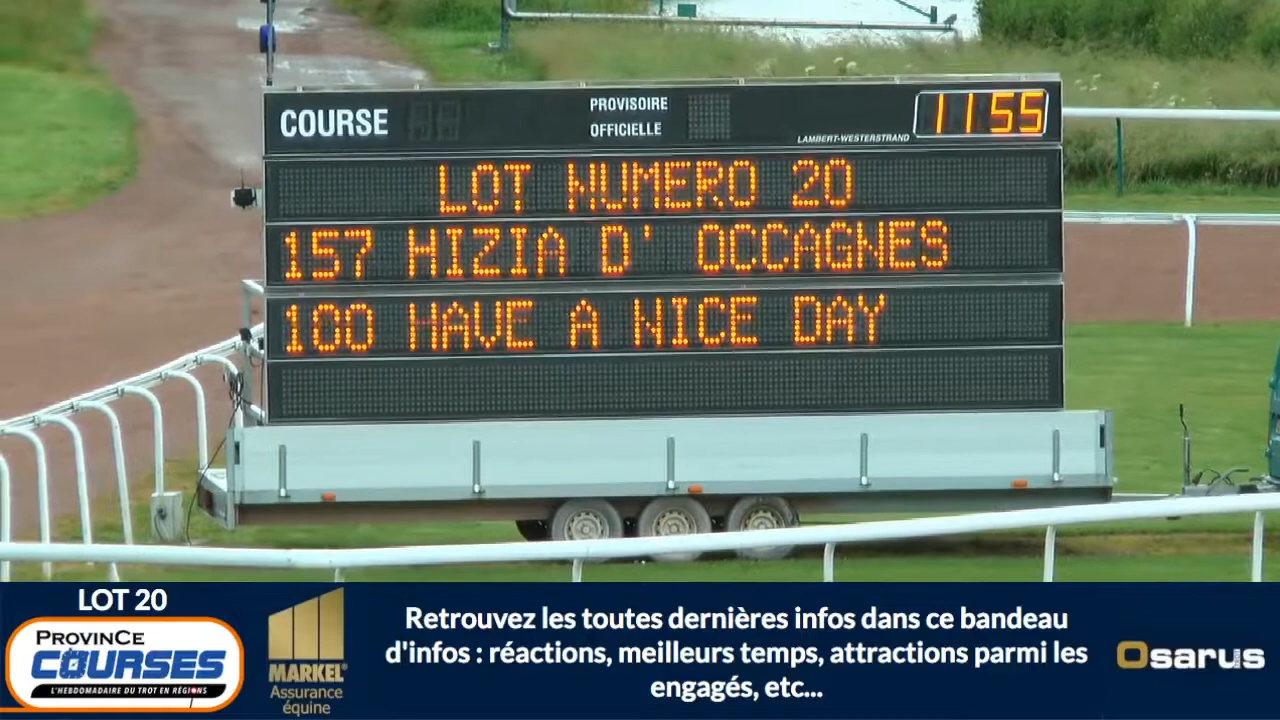 COURSE
PROVISOIRE
OFFICIELLE
LAMBERT-WESTERSTRAND
1155
LOT NUMERO 20
157 HIZIA D' OCCAGNES
100 HAVE A NICE DAY
LOT 20
PROVINCE
COURSES
L'HEBDOMADAIRE DU TROT EN RÉGIONS
MARKEL®
Assurance
équine
Retrouvez les toutes dernières infos dans ce bandeau
d'infos : réactions, meilleurs temps, attractions parmi les
engagés, etc...
Osarus